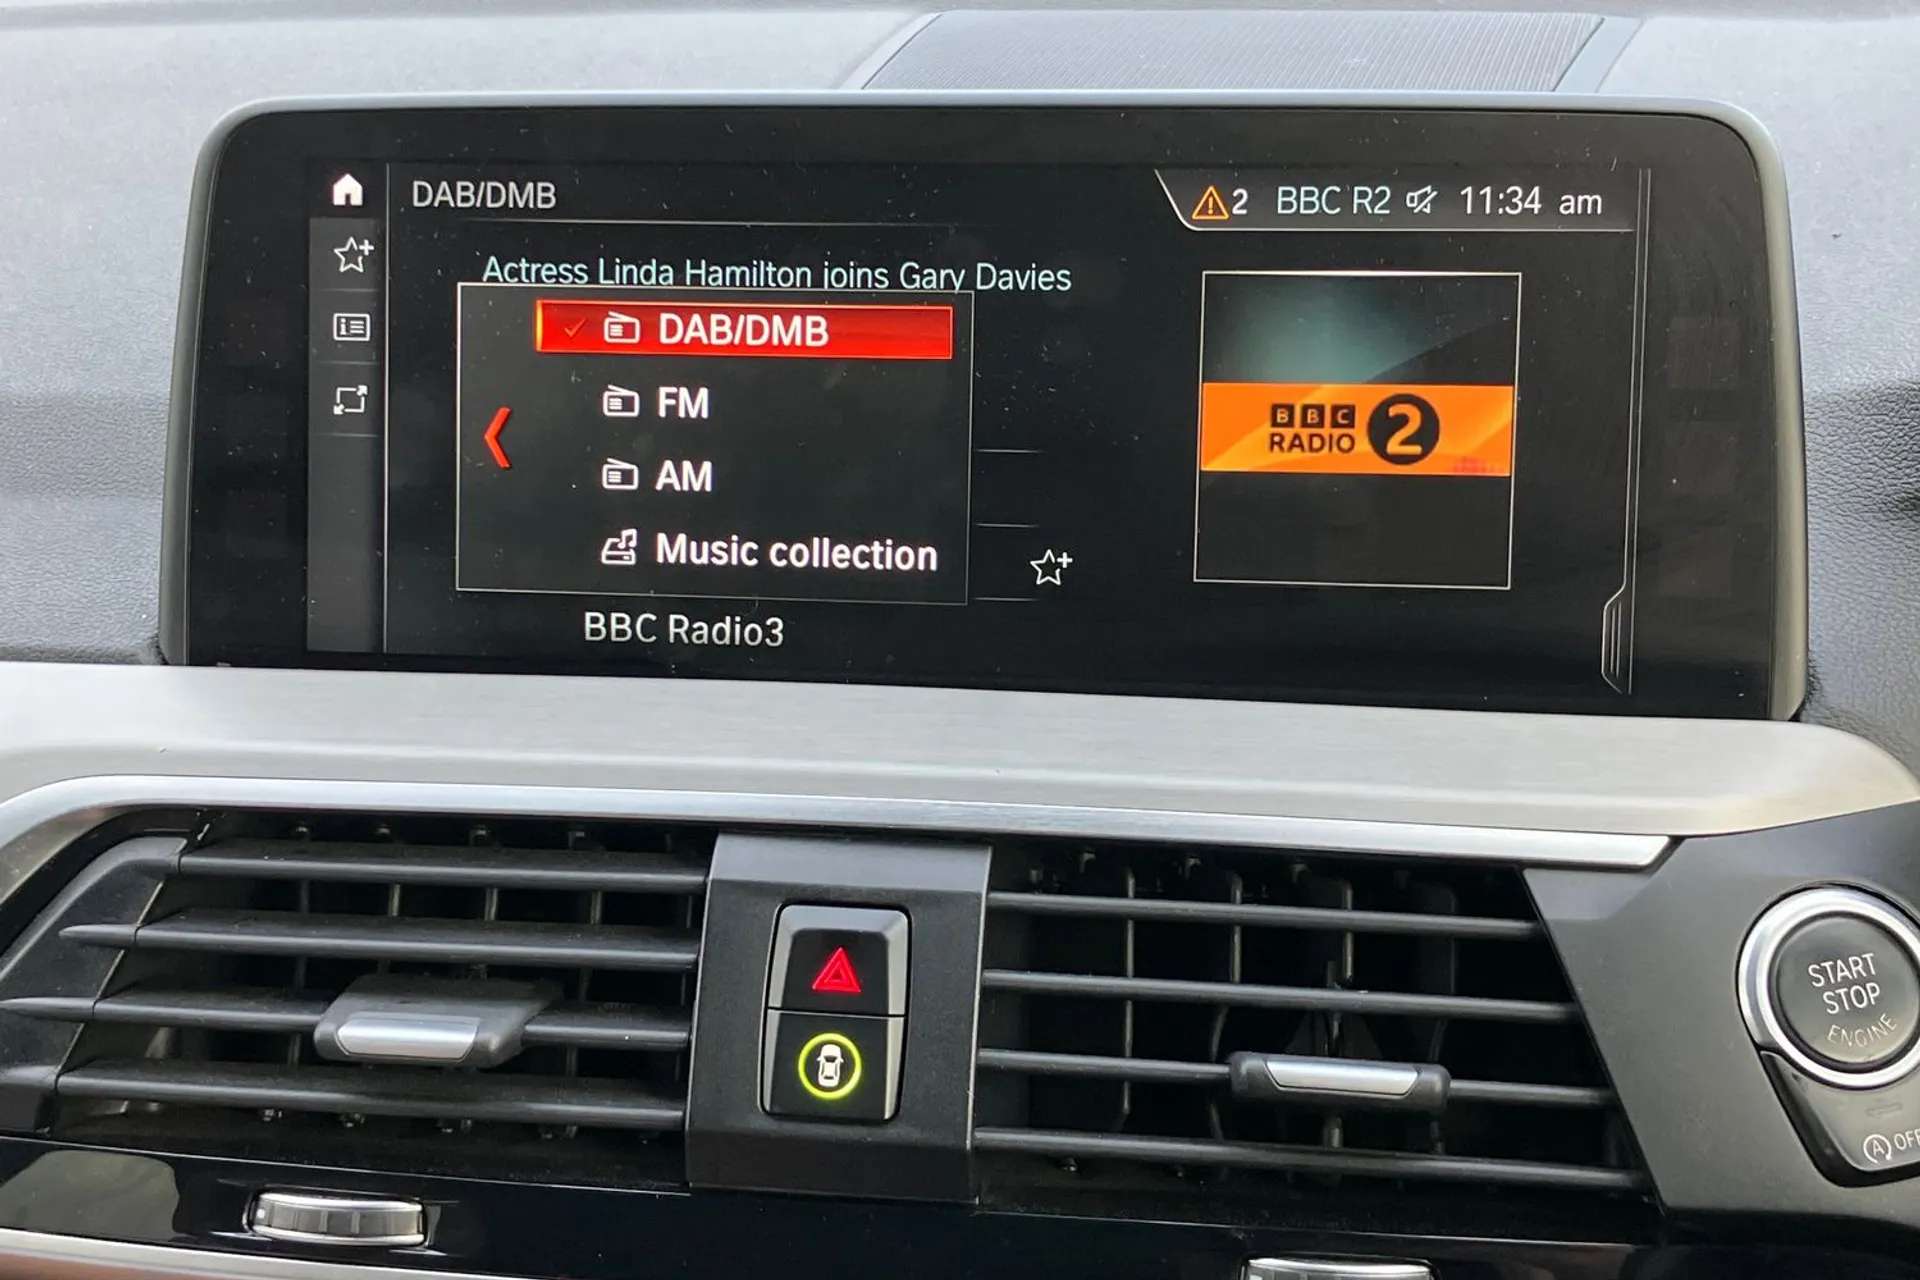 DAB/DMB
2 BBC R2 11:34 am
Actress Linda Hamilton joins Gary Davies
DAB/DMB
FM
AM
Music collection
BBC Radio3
BBC
RADIO 2
START
STOP
ENGINE
A OFF